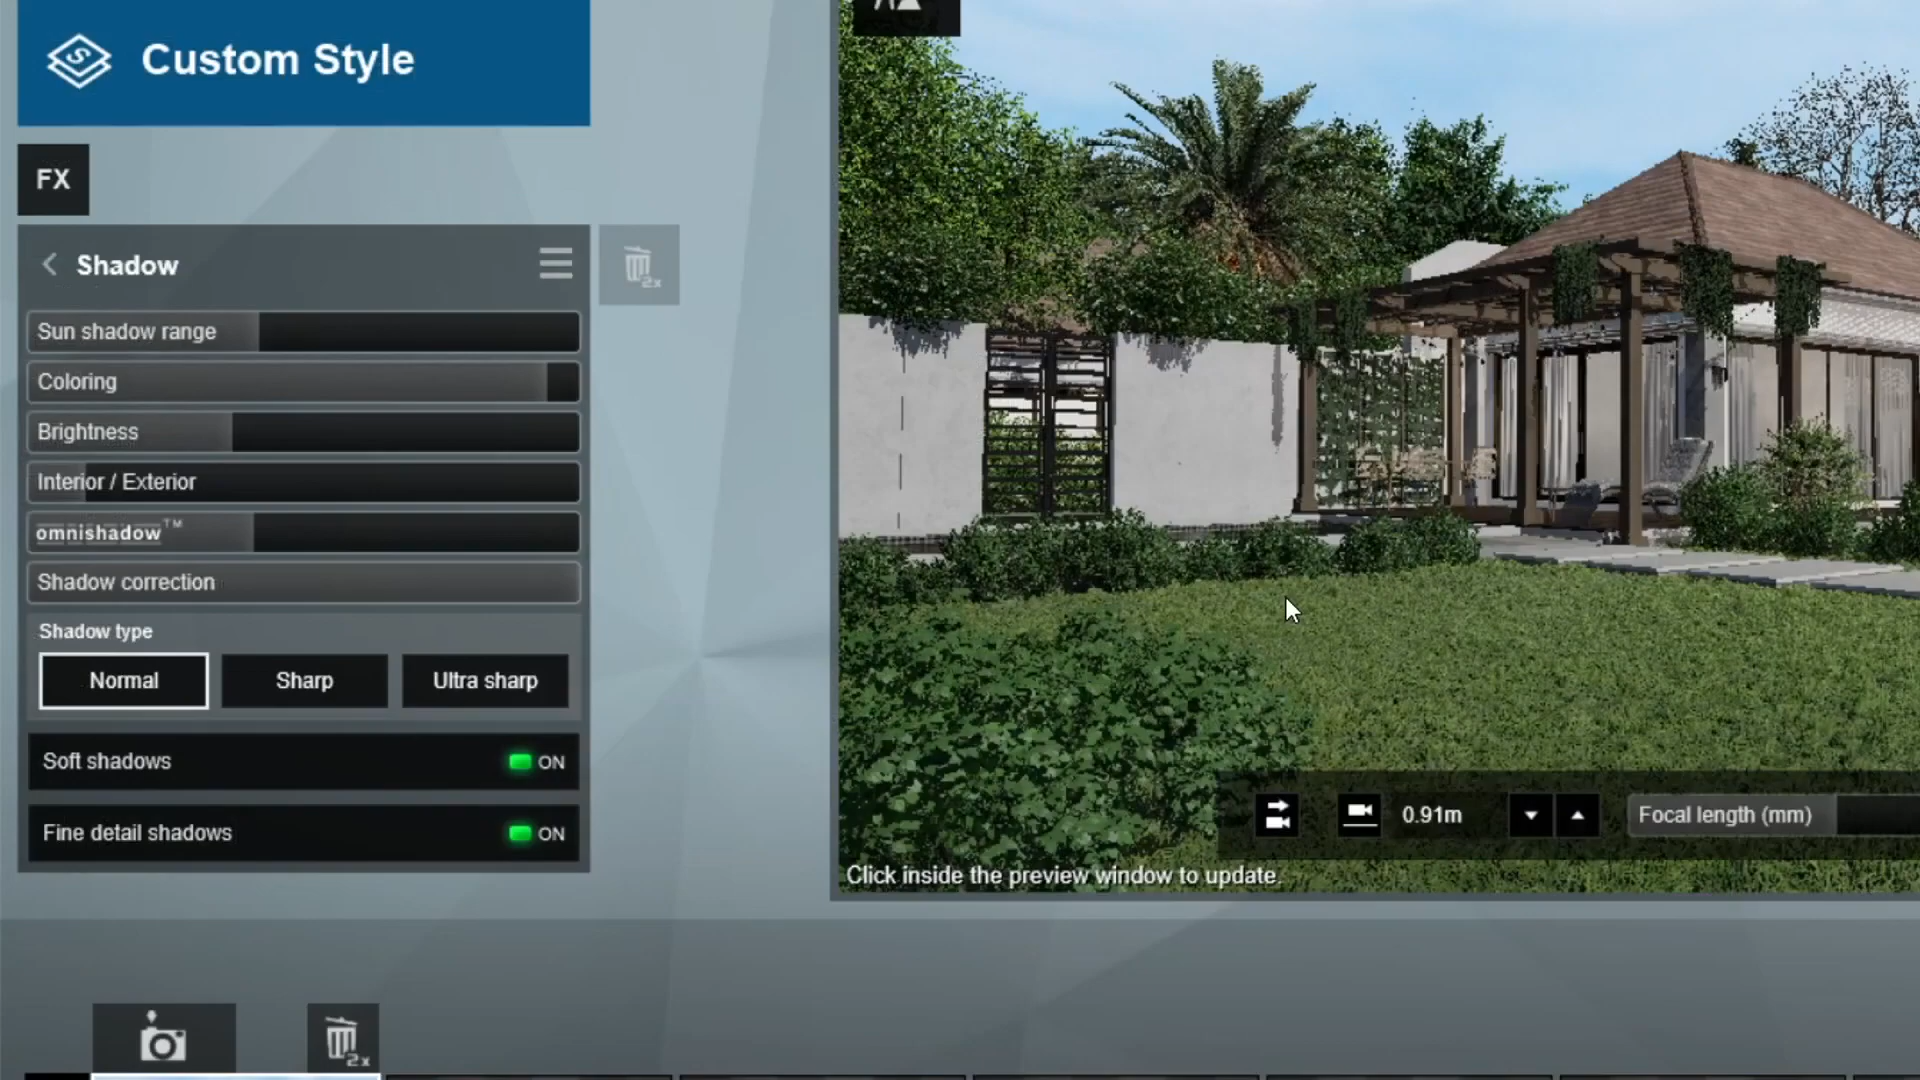 Custom Style
FX
Shadow
2x
Sun shadow range
Coloring
Brightness
Interior / Exterior
omnishadow™
Shadow correction
Shadow type
Normal
Sharp
Ultra sharp
Soft shadows
ON
Fine detail shadows
ON
0.91m
Focal length (mm)
Click inside the preview window to update.
2x